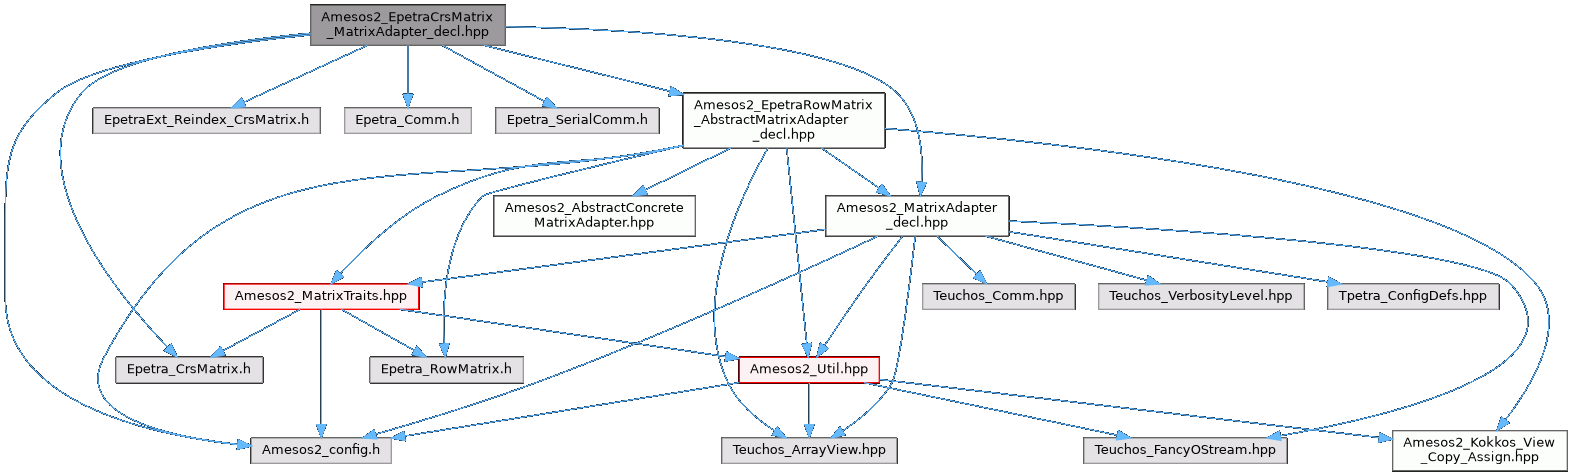 Amesos2_EpetraCrsMatrix
_MatrixAdapter_decl.hpp
EpetraExt_Reindex_CrsMatrix.h
Epetra_Comm.h
Epetra_SerialComm.h
Amesos2_EpetraRowMatrix
_AbstractMatrixAdapter
_decl.hpp
Amesos2_AbstractConcrete
MatrixAdapter.hpp
Amesos2_MatrixAdapter
_decl.hpp
Amesos2_MatrixTraits.hpp
Teuchos_Comm.hpp
Teuchos_VerbosityLevel.hpp
Tpetra_ConfigDefs.hpp
Epetra_CrsMatrix.h
Epetra_RowMatrix.h
Amesos2_Util.hpp
Amesos2_config.h
Teuchos_ArrayView.hpp
Teuchos_FancyOStream.hpp
Amesos2_Kokkos_View
_Copy_Assign.hpp